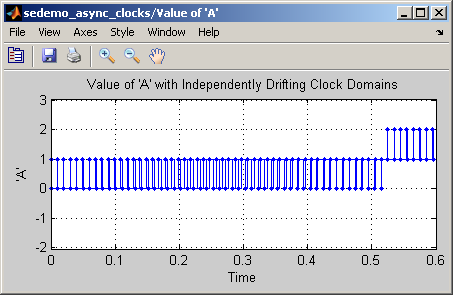 sedemo_async_clocks/Value of 'A'
File View Axes Style Window Help
Value of 'A' with Independently Drifting Clock Domains
3
2
1
0
-1
-2
'A'
0 0.1 0.2 0.3 0.4 0.5 0.6
Time